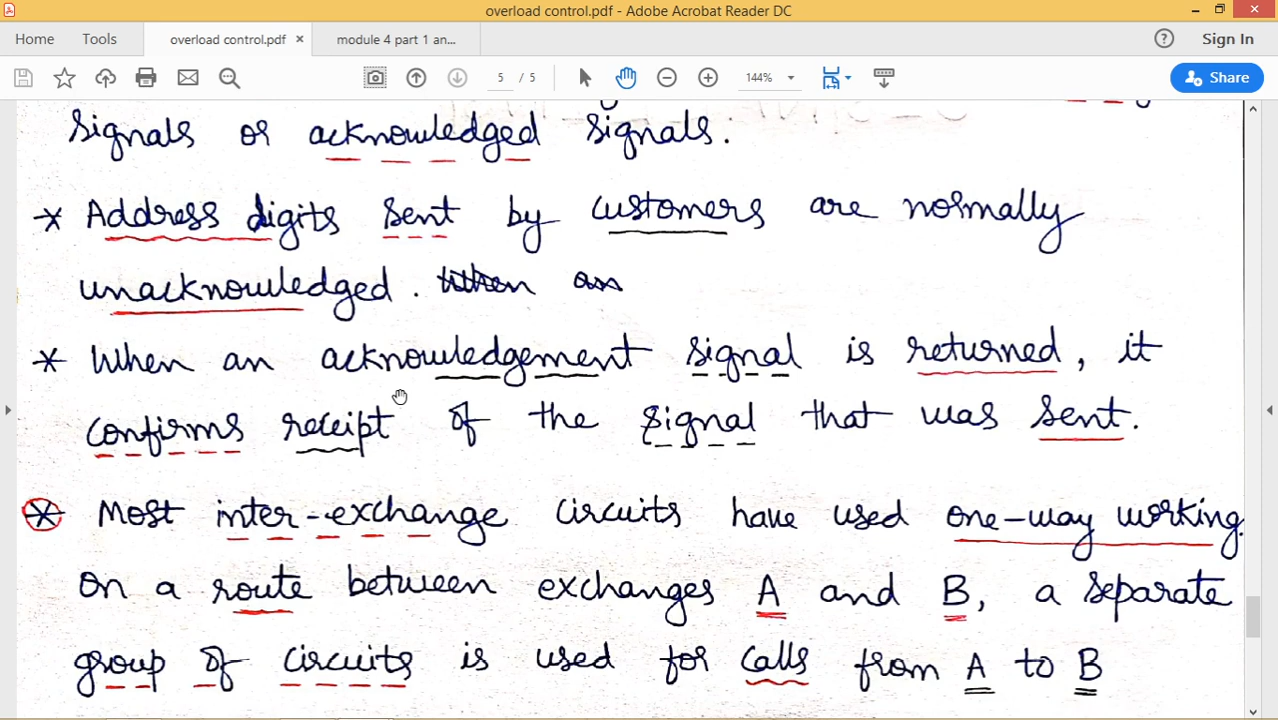 overload control.pdf - Adobe Acrobat Reader DC
Home Tools overload control.pdf × module 4 part 1 an... Sign In
5 / 5 144% Share
signals or acknowledged signals.
* Address digits sent by customers are normally
unacknowledged.
* When an acknowledgement signal is returned, it
confirms receipt of the signal that was sent.
* Most inter-exchange circuits have used one-way working.
On a route between exchanges A and B, a separate
group of circuits is used for calls from A to B